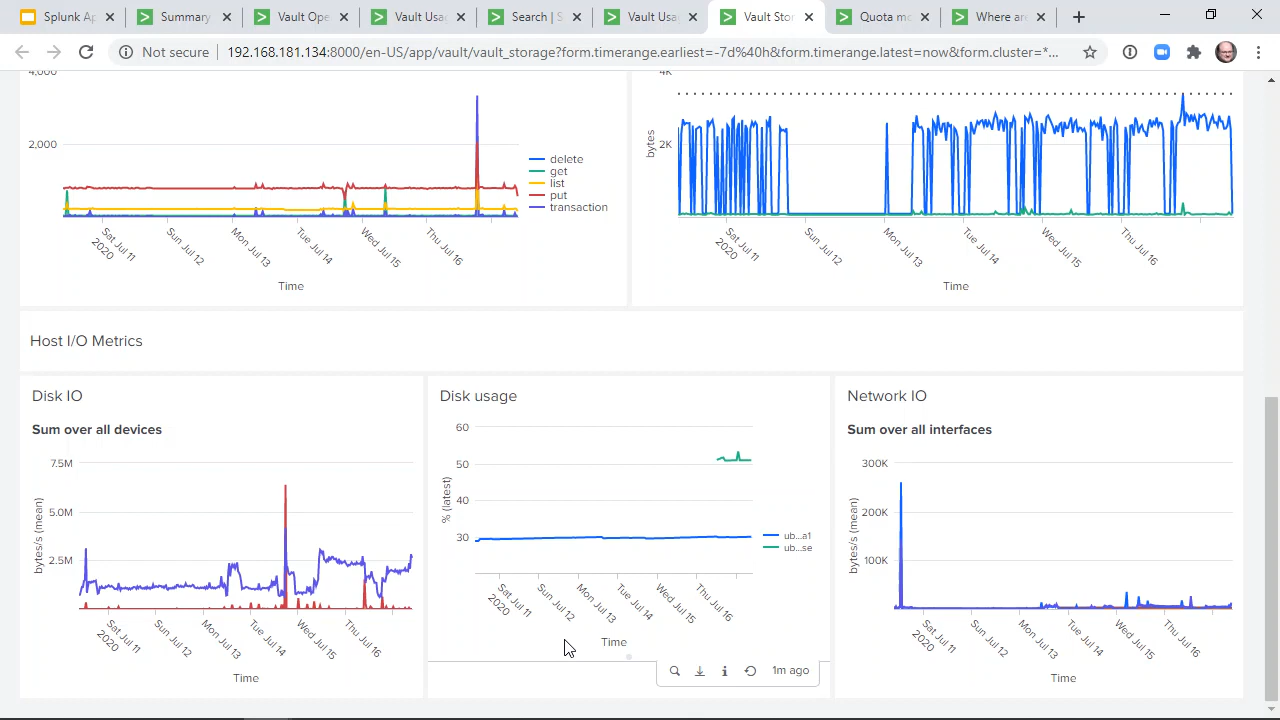 Splunk Ap
Summary
Vault Ope
Vault Usa
Search | S
Vault Usa
Vault Stor
Quota mo
Where are
Not secure
192.168.181.134:8000/en-US/app/vault/vault_storage?form.timerange.earliest=-7d%40h&form.timerange.latest=now&form.cluster=*...
4,000
2,000
delete
get
list
put
transaction
Sat Jul 11
2020
Sun Jul 12
Mon Jul 13
Tue Jul 14
Wed Jul 15
Thu Jul 16
Time
4K
2K
bytes
Sat Jul 11
2020
Sun Jul 12
Mon Jul 13
Tue Jul 14
Wed Jul 15
Thu Jul 16
Time
Host I/O Metrics
Disk IO
Sum over all devices
7.5M
5.0M
2.5M
bytes/s (mean)
Sat Jul 11
2020
Sun Jul 12
Mon Jul 13
Tue Jul 14
Wed Jul 15
Thu Jul 16
Time
Disk usage
60
50
40
30
% (latest)
ub...a1
ub...se
Sat Jul 11
2020
Sun Jul 12
Mon Jul 13
Tue Jul 14
Wed Jul 15
Thu Jul 16
Time
1m ago
Network IO
Sum over all interfaces
300K
200K
100K
bytes/s (mean)
Sat Jul 11
2020
Sun Jul 12
Mon Jul 13
Tue Jul 14
Wed Jul 15
Thu Jul 16
Time